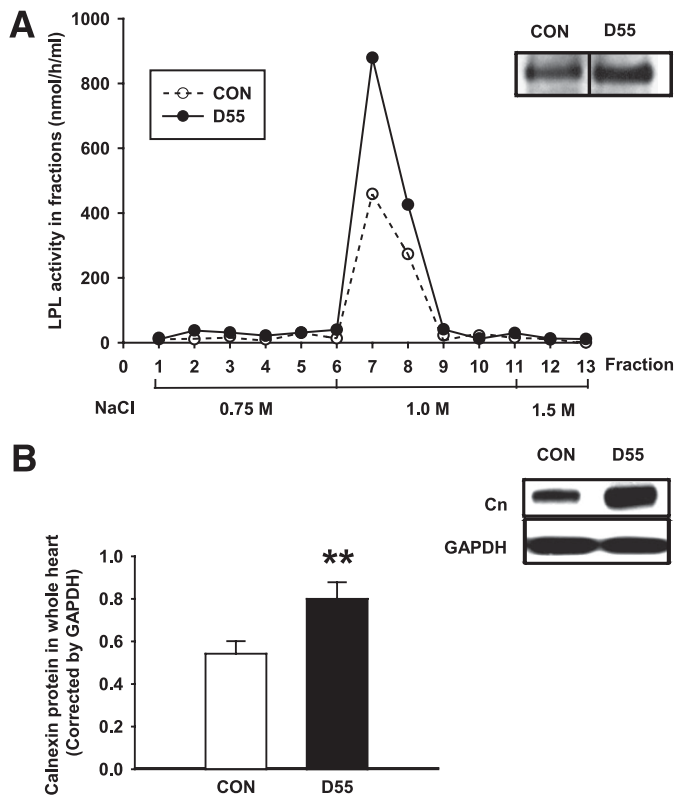 A
CON D55
LPL activity in fractions (nmol/h/ml)
1000
800
600
400
200
0
CON
D55
0 1 2 3 4 5 6 7 8 9 10 11 12 13 Fraction
NaCl 0.75 M 1.0 M 1.5 M
B
CON D55
Cn
GAPDH
Calnexin protein in whole heart
(Corrected by GAPDH)
1.0
0.8
0.6
0.4
0.2
0.0
**
CON D55